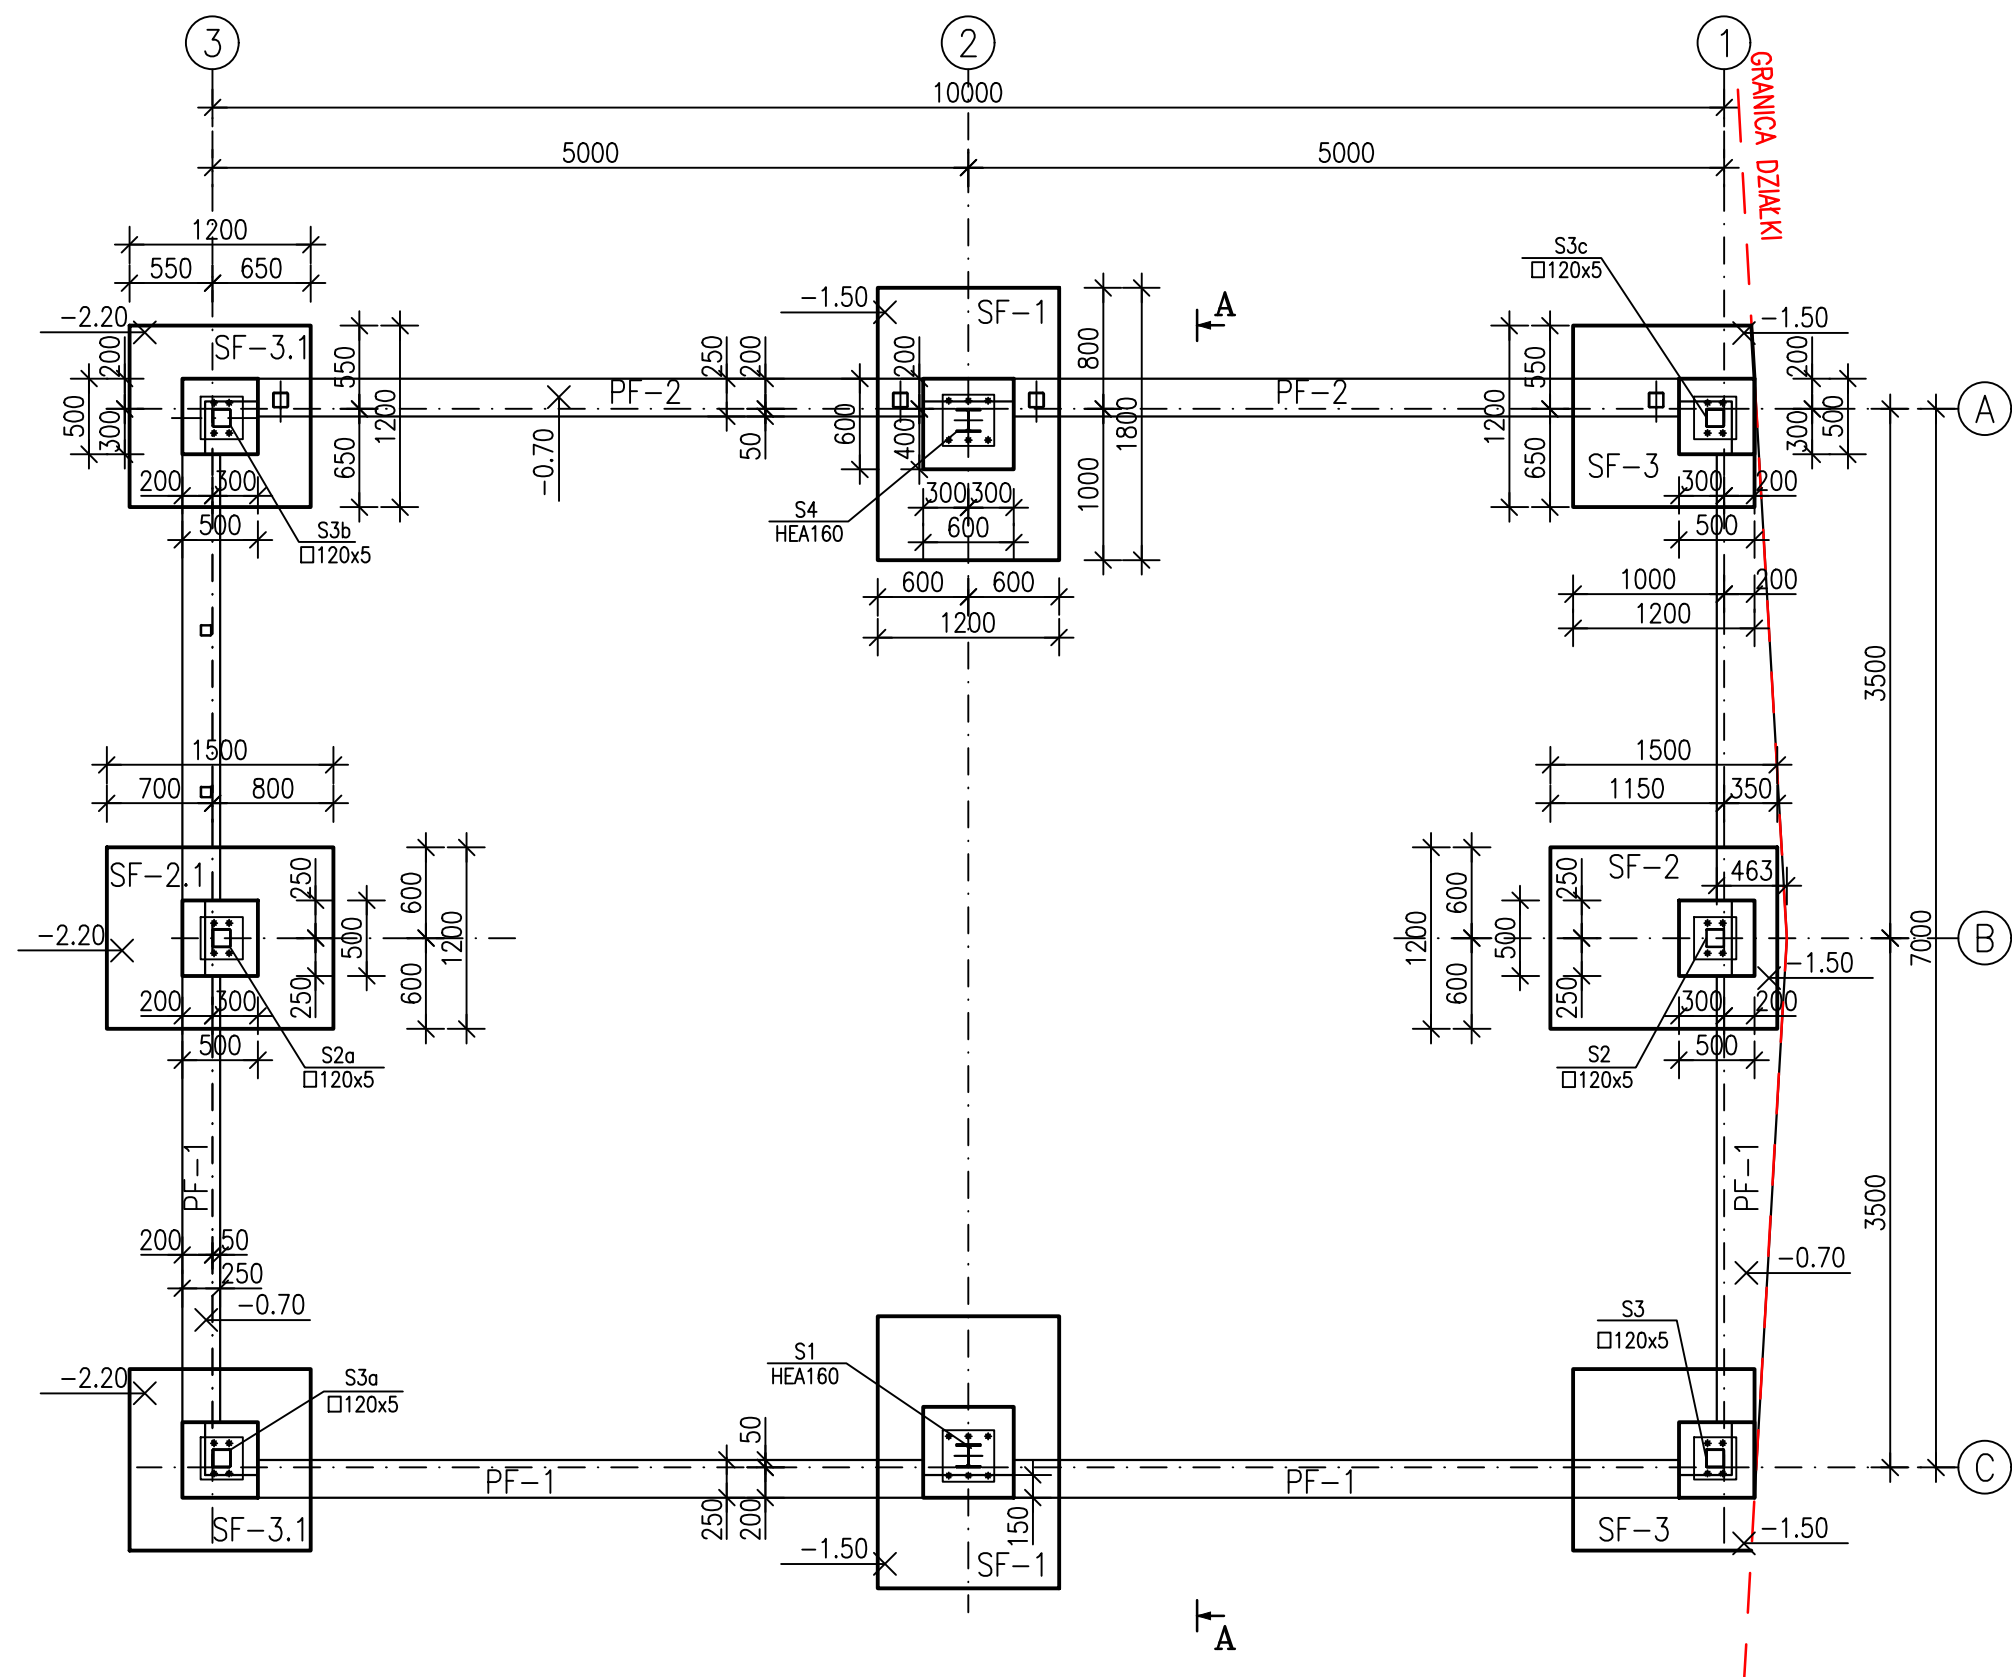 3
2
1
GRANICA DZIAŁKI
10000
5000
5000
1200
550
650
-2.20
SF-3.1
200
500
300
550
1200
650
200
300
500
S3b
□120x5
PF-2
-0.70
250
200
50
-1.50
SF-1
200
600
400
300
300
600
S4
HEA160
800
1800
1000
600
600
1200
A
PF-2
S3c
□120x5
-1.50
550
1200
650
SF-3
200
500
300
300
200
500
1000
200
1200
A
3500
1500
700
800
SF-2.1
250
500
250
600
1200
600
-2.20
200
300
500
S2a
□120x5
1500
1150
350
SF-2
463
600
1200
600
250
500
250
-1.50
300
200
500
S2
□120x5
7000
B
3500
PF-1
200
50
250
-0.70
PF-1
-0.70
-2.20
S3a
□120x5
SF-3.1
PF-1
50
250
200
S1
HEA160
150
-1.50
SF-1
PF-1
S3
□120x5
SF-3
-1.50
C
A